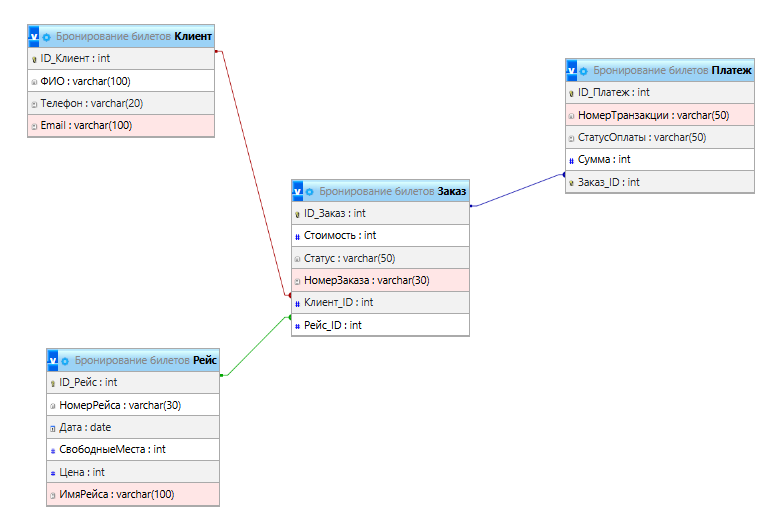 Бронирование билетов Клиент
ID_Клиент : int
ФИО : varchar(100)
Телефон : varchar(20)
Email : varchar(100)
Бронирование билетов Платеж
ID_Платеж : int
НомерТранзакции : varchar(50)
СтатусОплаты : varchar(50)
# Сумма : int
Заказ_ID : int
Бронирование билетов Заказ
ID_Заказ : int
# Стоимость : int
Статус : varchar(50)
НомерЗаказа : varchar(30)
# Клиент_ID : int
# Рейс_ID : int
Бронирование билетов Рейс
ID_Рейс : int
НомерРейса : varchar(30)
Дата : date
# СвободныеМеста : int
# Цена : int
ИмяРейса : varchar(100)